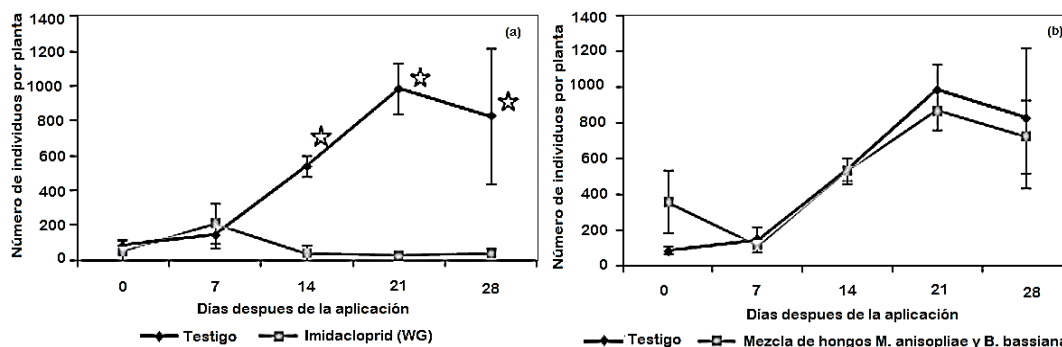 1400
(a)
1200
1000
800
600
400
200
0
Número de individuos por planta
0 7 14 21 28
Días despues de la aplicación
Testigo Imidacloprid (WG)
1400
(b)
1200
1000
800
600
400
200
0
Número de individuos por planta
0 7 14 21 28
Días despues de la aplicación
Testigo Mezcla de hongos M. anisopliae y B. bassiana